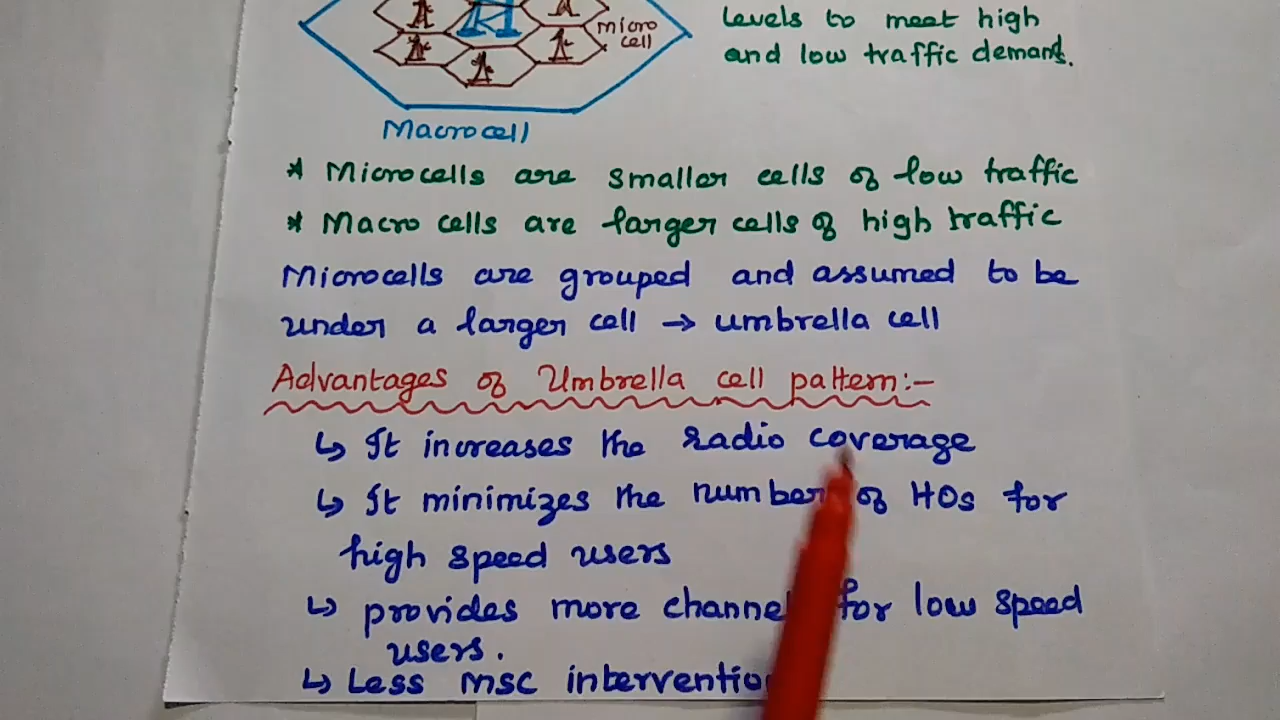 Levels to meet high
and low traffic demand.
Micro
cell
Macrocell
* Microcells are smaller cells of low traffic
* Macro cells are larger cells of high traffic
Microcells are grouped and assumed to be
under a larger cell → umbrella cell
Advantages of Umbrella cell pattern:-
↳ It increases the radio coverage
↳ It minimizes the number of HOs for
high speed users
↳ provides more channel for low speed
users.
↳ Less MSC interventio